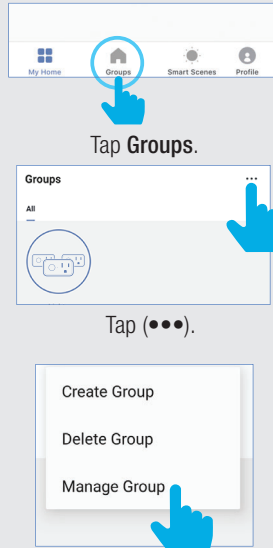 My Home Groups Smart Scenes Profile
Tap Groups.
Groups ...
All
Tap (●●●).
Create Group
Delete Group
Manage Group